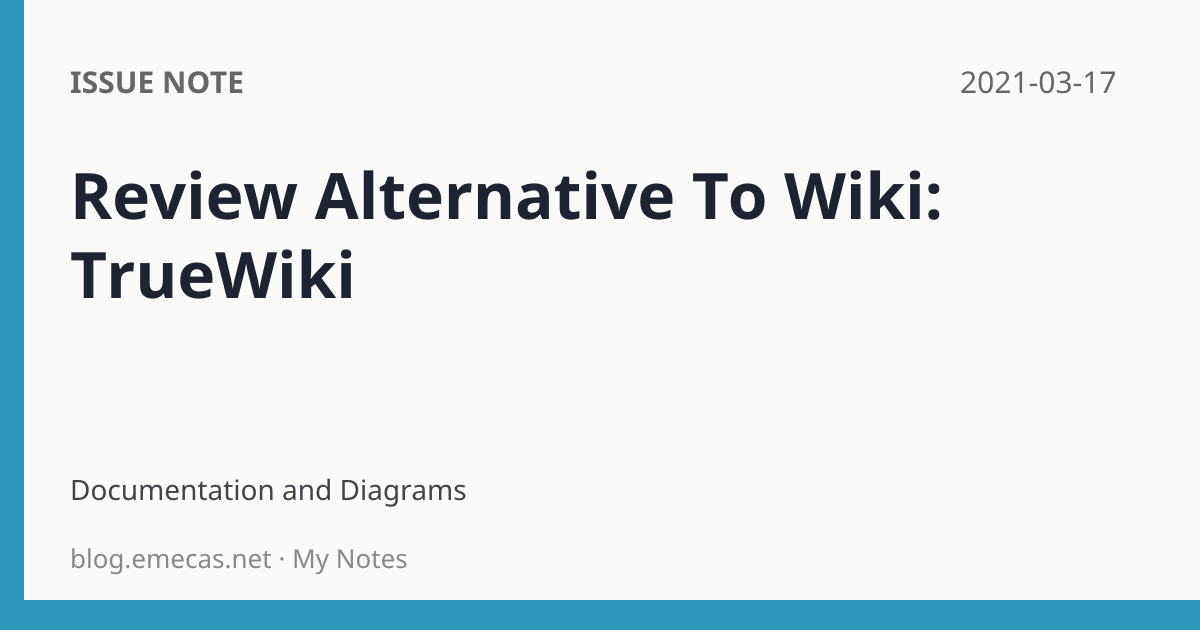 ISSUE NOTE
2021-03-17
Review Alternative To Wiki:
TrueWiki
Documentation and Diagrams
blog.emecas.net · My Notes